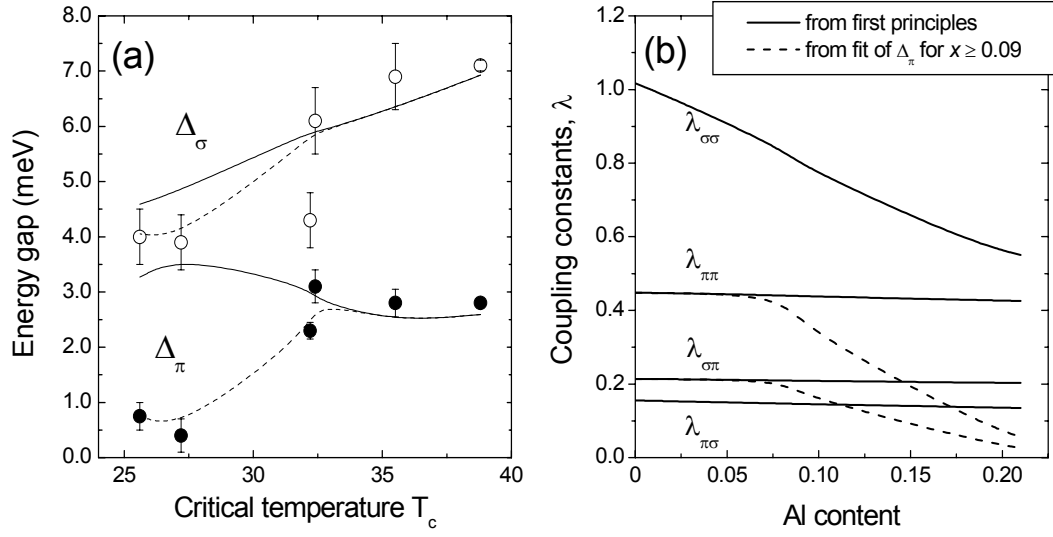 (a)
8.0
7.0
6.0
5.0
4.0
3.0
2.0
1.0
0.0
Energy gap (meV)
Δσ
Δπ
25 30 35 40
Critical temperature Tc
(b)
from first principles
from fit of Δπ for x ≥ 0.09
1.2
1.0
0.8
0.6
0.4
0.2
0.0
Coupling constants, λ
λσσ
λππ
λσπ
λπσ
0 0.05 0.10 0.15 0.20
Al content